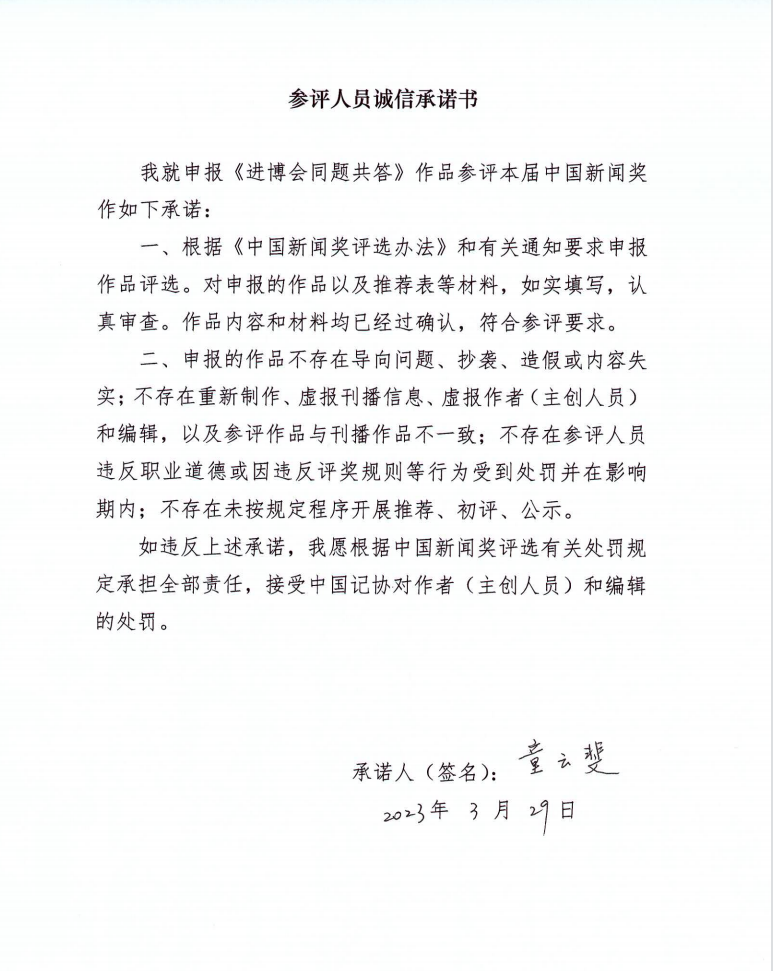 参评人员诚信承诺书
我就申报《进博会同题共答》作品参评本届中国新闻奖
作如下承诺：
一、根据《中国新闻奖评选办法》和有关通知要求申报
作品评选。对申报的作品以及推荐表等材料，如实填写，认
真审查。作品内容和材料均已经过确认，符合参评要求。
二、申报的作品不存在导向问题、抄袭、造假或内容失
实；不存在重新制作、虚报刊播信息、虚报作者（主创人员）
和编辑，以及参评作品与刊播作品不一致；不存在参评人员
违反职业道德或因违反评奖规则等行为受到处罚并在影响
期内；不存在未按规定程序开展推荐、初评、公示。
如违反上述承诺，我愿根据中国新闻奖评选有关处罚规
定承担全部责任，接受中国记协对作者（主创人员）和编辑
的处罚。
承诺人（签名）：童云斐
2023年 3 月 29 日